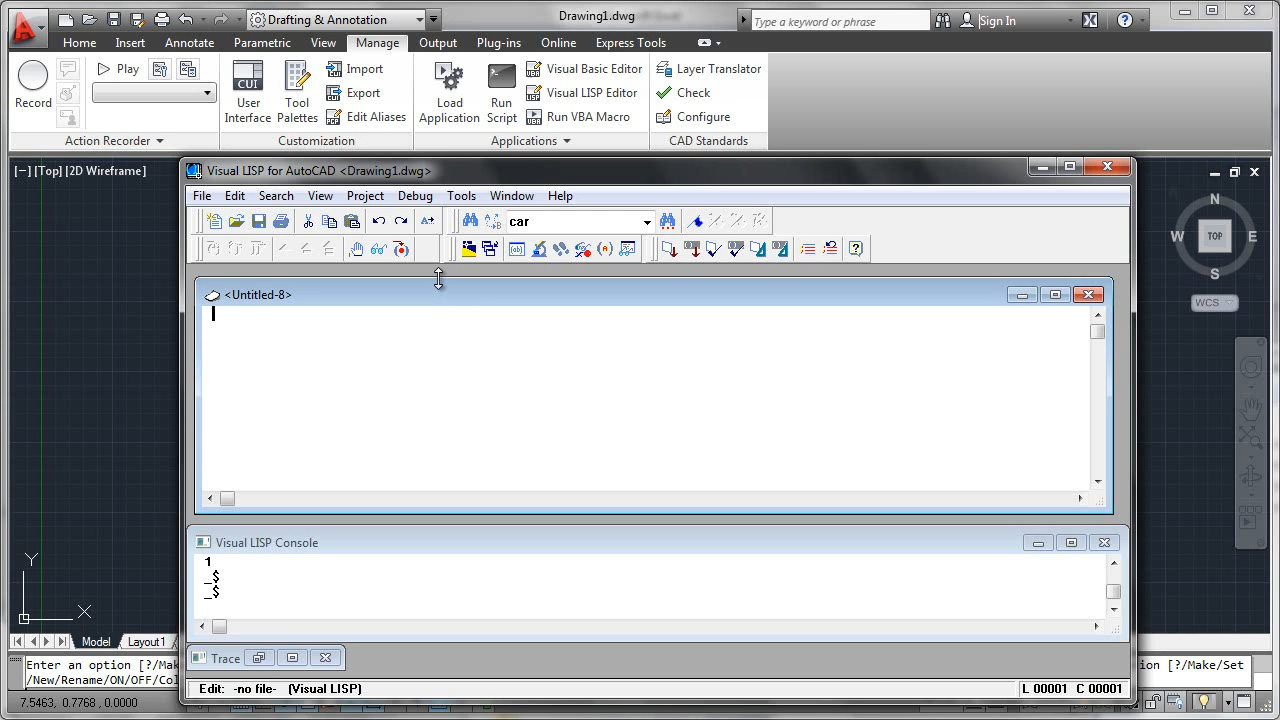 Drafting & Annotation
Drawing1.dwg
Type a keyword or phrase
Sign In
Home Insert Annotate Parametric View Manage Output Plug-ins Online Express Tools
Record
Play
Action Recorder
CUI
User Interface
Tool Palettes
Import
Export
Edit Aliases
Customization
Load Application
Run Script
Visual Basic Editor
Visual LISP Editor
VBA Run VBA Macro
Applications
Layer Translator
Check
Configure
CAD Standards
[−] [Top] [2D Wireframe]
Visual LISP for AutoCAD <Drawing1.dwg>
File Edit Search View Project Debug Tools Window Help
car
<Untitled-8>
N
W TOP E
S
WCS
Visual LISP Console
1
_$
_$
Trace
Edit: -no file- (Visual LISP)
L 00001 C 00001
Y
X
Model Layout1
Enter an option [?/Ma
ion [?/Make/Set
/New/Rename/ON/OFF/Col
7.5463, 0.7768, 0.0000